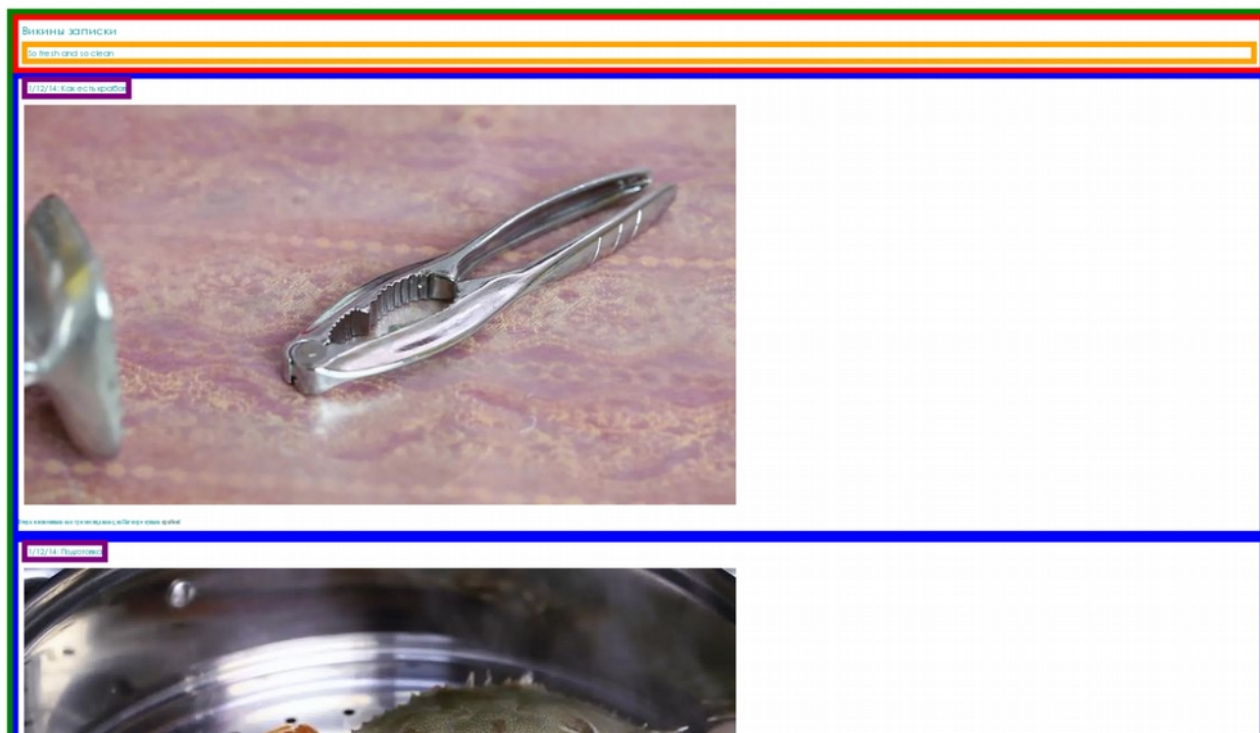 Викины записки
So fresh and so clean
1/12/14: Как есть крабов
1/12/14: Подготовка